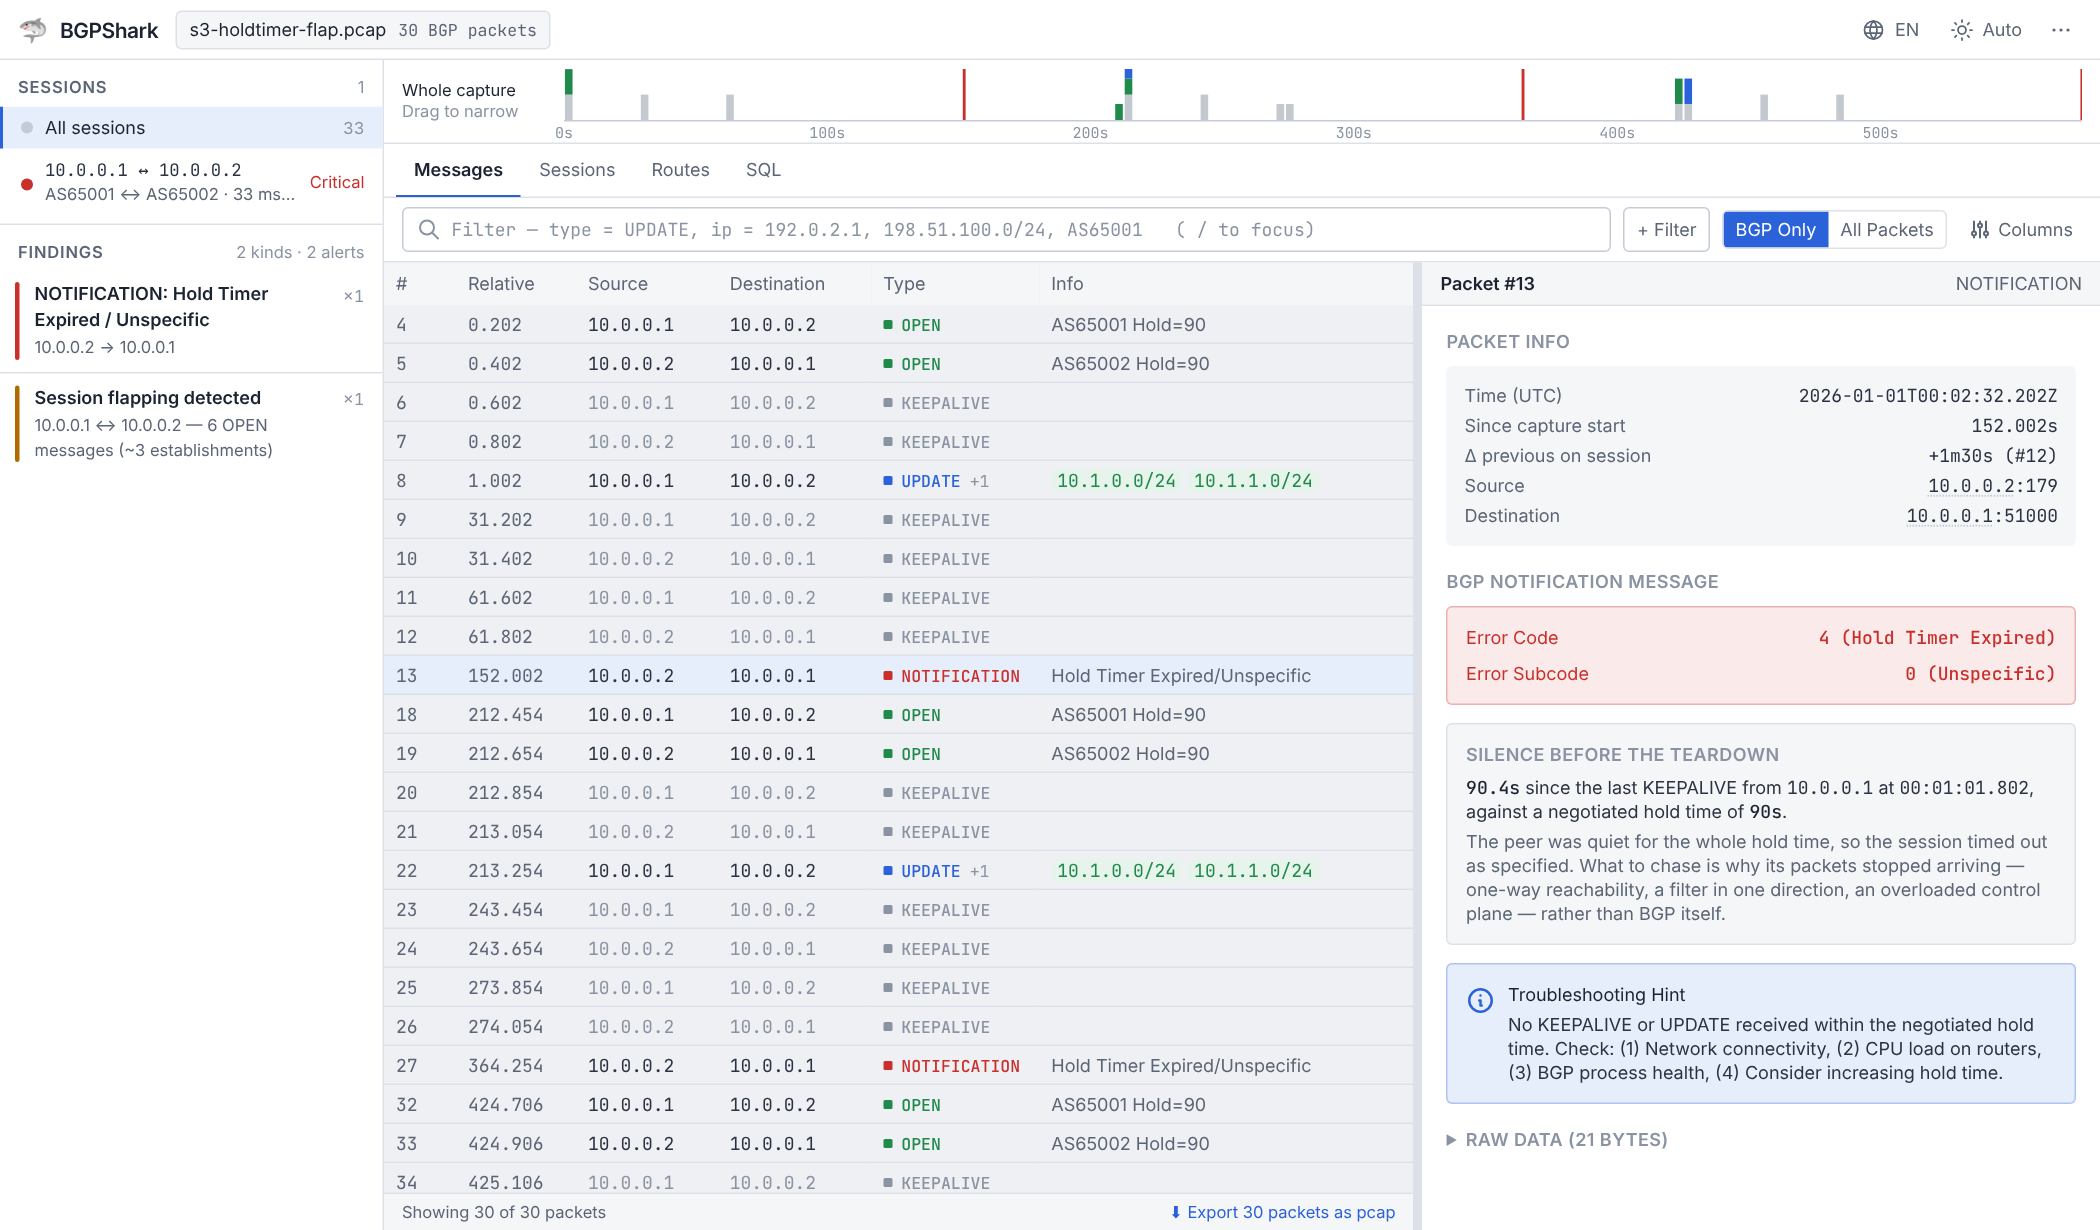 BGPShark
s3-holdtimer-flap.pcap 30 BGP packets
EN
Auto
SESSIONS 1
All sessions 33
10.0.0.1 ↔ 10.0.0.2
AS65001 ↔ AS65002 · 33 ms...
Critical
FINDINGS 2 kinds · 2 alerts
NOTIFICATION: Hold Timer Expired / Unspecific ×1
10.0.0.2 → 10.0.0.1
Session flapping detected ×1
10.0.0.1 ↔ 10.0.0.2 — 6 OPEN
messages (~3 establishments)
Whole capture
Drag to narrow
0s 100s 200s 300s 400s 500s
Messages Sessions Routes SQL
Filter — type = UPDATE, ip = 192.0.2.1, 198.51.100.0/24, AS65001 ( / to focus)
+ Filter
BGP Only All Packets
Columns
# Relative Source Destination Type Info
4 0.202 10.0.0.1 10.0.0.2 OPEN AS65001 Hold=90
5 0.402 10.0.0.2 10.0.0.1 OPEN AS65002 Hold=90
6 0.602 10.0.0.1 10.0.0.2 KEEPALIVE
7 0.802 10.0.0.2 10.0.0.1 KEEPALIVE
8 1.002 10.0.0.1 10.0.0.2 UPDATE +1 10.1.0.0/24 10.1.1.0/24
9 31.202 10.0.0.1 10.0.0.2 KEEPALIVE
10 31.402 10.0.0.2 10.0.0.1 KEEPALIVE
11 61.602 10.0.0.1 10.0.0.2 KEEPALIVE
12 61.802 10.0.0.2 10.0.0.1 KEEPALIVE
13 152.002 10.0.0.2 10.0.0.1 NOTIFICATION Hold Timer Expired/Unspecific
18 212.454 10.0.0.1 10.0.0.2 OPEN AS65001 Hold=90
19 212.654 10.0.0.2 10.0.0.1 OPEN AS65002 Hold=90
20 212.854 10.0.0.1 10.0.0.2 KEEPALIVE
21 213.054 10.0.0.2 10.0.0.1 KEEPALIVE
22 213.254 10.0.0.1 10.0.0.2 UPDATE +1 10.1.0.0/24 10.1.1.0/24
23 243.454 10.0.0.1 10.0.0.2 KEEPALIVE
24 243.654 10.0.0.2 10.0.0.1 KEEPALIVE
25 273.854 10.0.0.1 10.0.0.2 KEEPALIVE
26 274.054 10.0.0.2 10.0.0.1 KEEPALIVE
27 364.254 10.0.0.2 10.0.0.1 NOTIFICATION Hold Timer Expired/Unspecific
32 424.706 10.0.0.1 10.0.0.2 OPEN AS65001 Hold=90
33 424.906 10.0.0.2 10.0.0.1 OPEN AS65002 Hold=90
34 425.106 10.0.0.1 10.0.0.2 KEEPALIVE
Showing 30 of 30 packets
⬇ Export 30 packets as pcap
Packet #13 NOTIFICATION
PACKET INFO
Time (UTC) 2026-01-01T00:02:32.202Z
Since capture start 152.002s
Δ previous on session +1m30s (#12)
Source 10.0.0.2:179
Destination 10.0.0.1:51000
BGP NOTIFICATION MESSAGE
Error Code 4 (Hold Timer Expired)
Error Subcode 0 (Unspecific)
SILENCE BEFORE THE TEARDOWN
90.4s since the last KEEPALIVE from 10.0.0.1 at 00:01:01.802,
against a negotiated hold time of 90s.
The peer was quiet for the whole hold time, so the session timed out
as specified. What to chase is why its packets stopped arriving —
one-way reachability, a filter in one direction, an overloaded control
plane — rather than BGP itself.
Troubleshooting Hint
No KEEPALIVE or UPDATE received within the negotiated hold
time. Check: (1) Network connectivity, (2) CPU load on routers,
(3) BGP process health, (4) Consider increasing hold time.
▶ RAW DATA (21 BYTES)